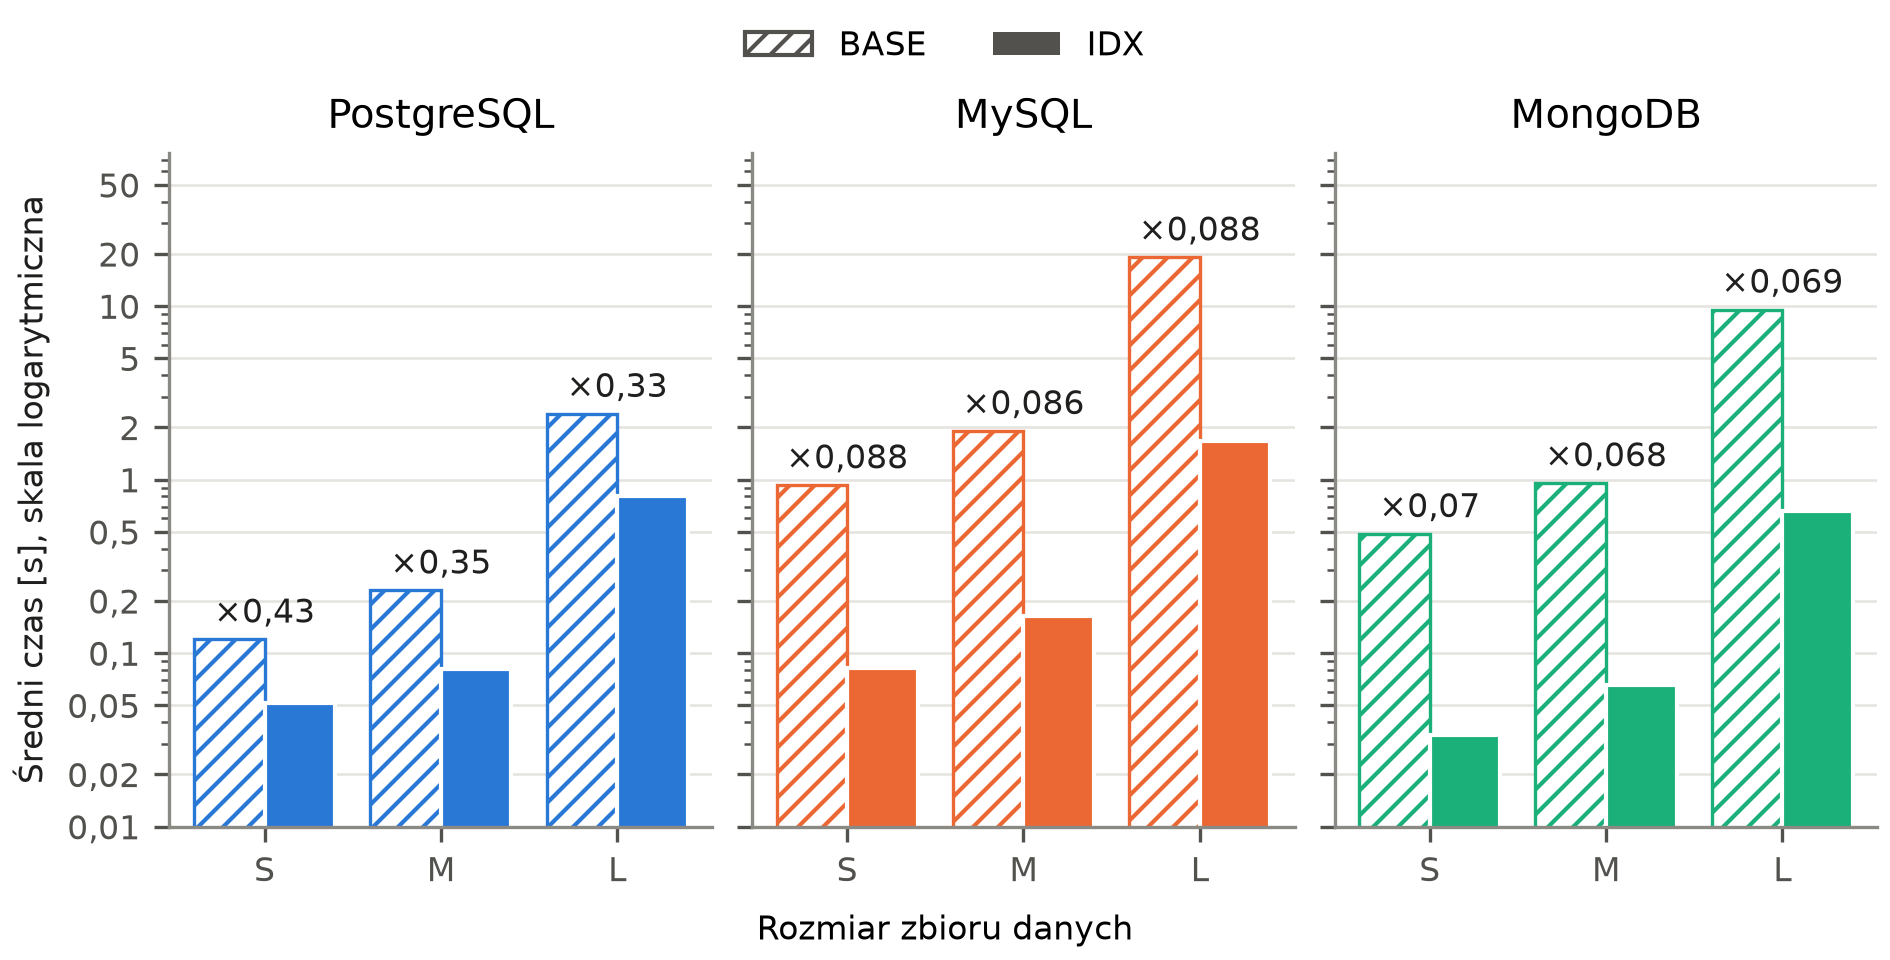 BASE IDX
PostgreSQL MySQL MongoDB
Średni czas [s], skala logarytmiczna
50
20
10
5
2
1
0,5
0,2
0,1
0,05
0,02
0,01
×0,43 ×0,35 ×0,33
×0,088 ×0,086 ×0,088
×0,07 ×0,068 ×0,069
S M L S M L S M L
Rozmiar zbioru danych